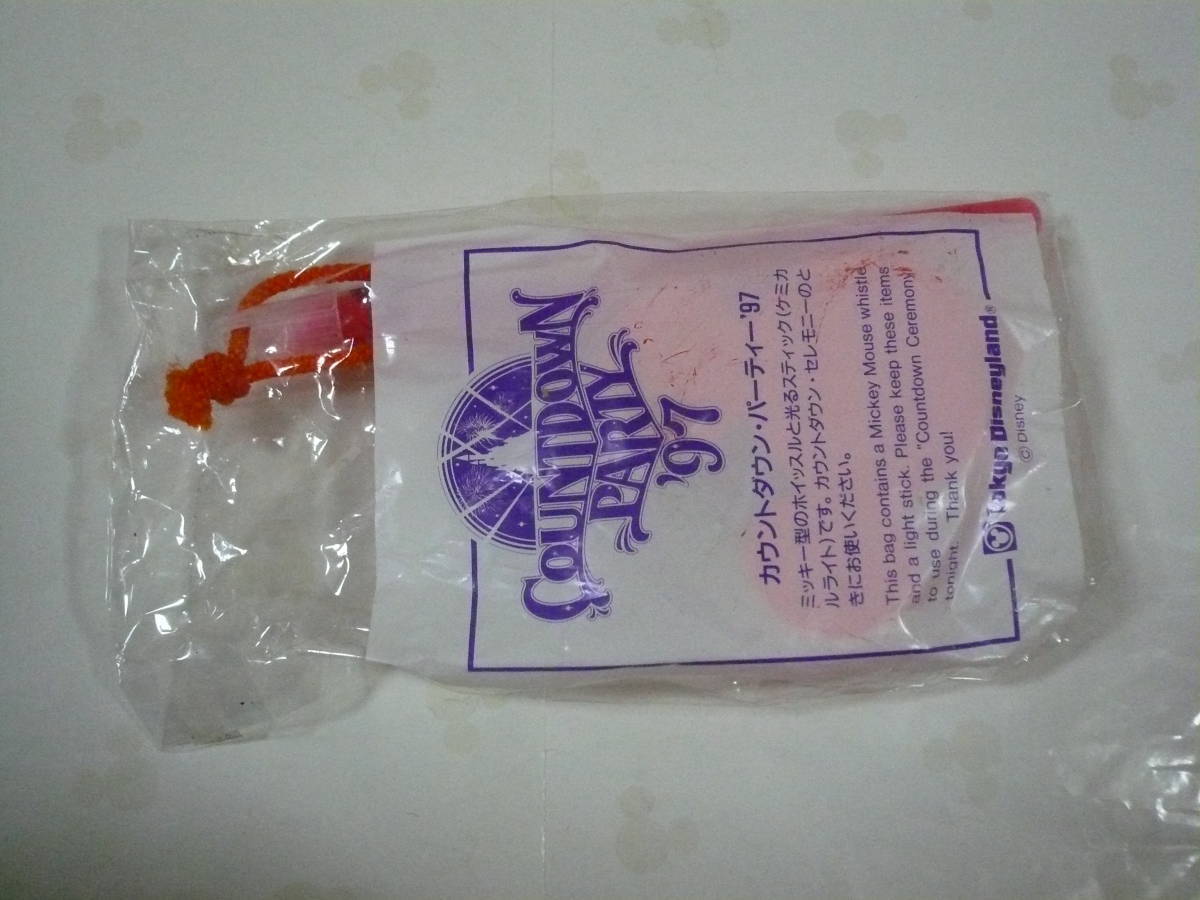 COUNTDOWN
PARTY
'97
カウントダウン・パーティー'97
ミッキー型のホイッスルと光るスティック(ケミカ
ルライト)です。カウントダウン・セレモニーのと
きにお使いください。
This bag contains a Mickey Mouse whistle
and a light stick. Please keep these items
to use during the "Countdown Ceremony"
tonight. Thank you!
Tokyo Disneyland®
© Disney